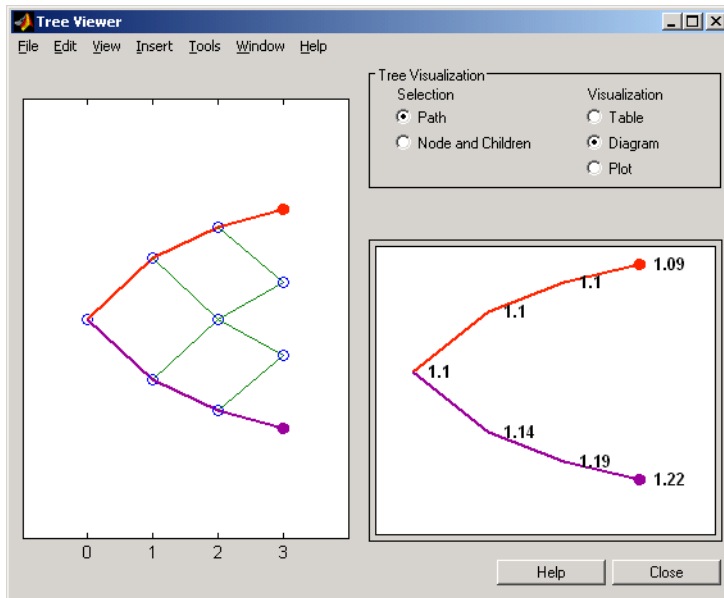 Tree Viewer
File Edit View Insert Tools Window Help
Tree Visualization
Selection
Visualization
Path
Table
Node and Children
Diagram
Plot
1.09
1.1
1.1
1.1
1.14
1.19
1.22
0 1 2 3
Help
Close